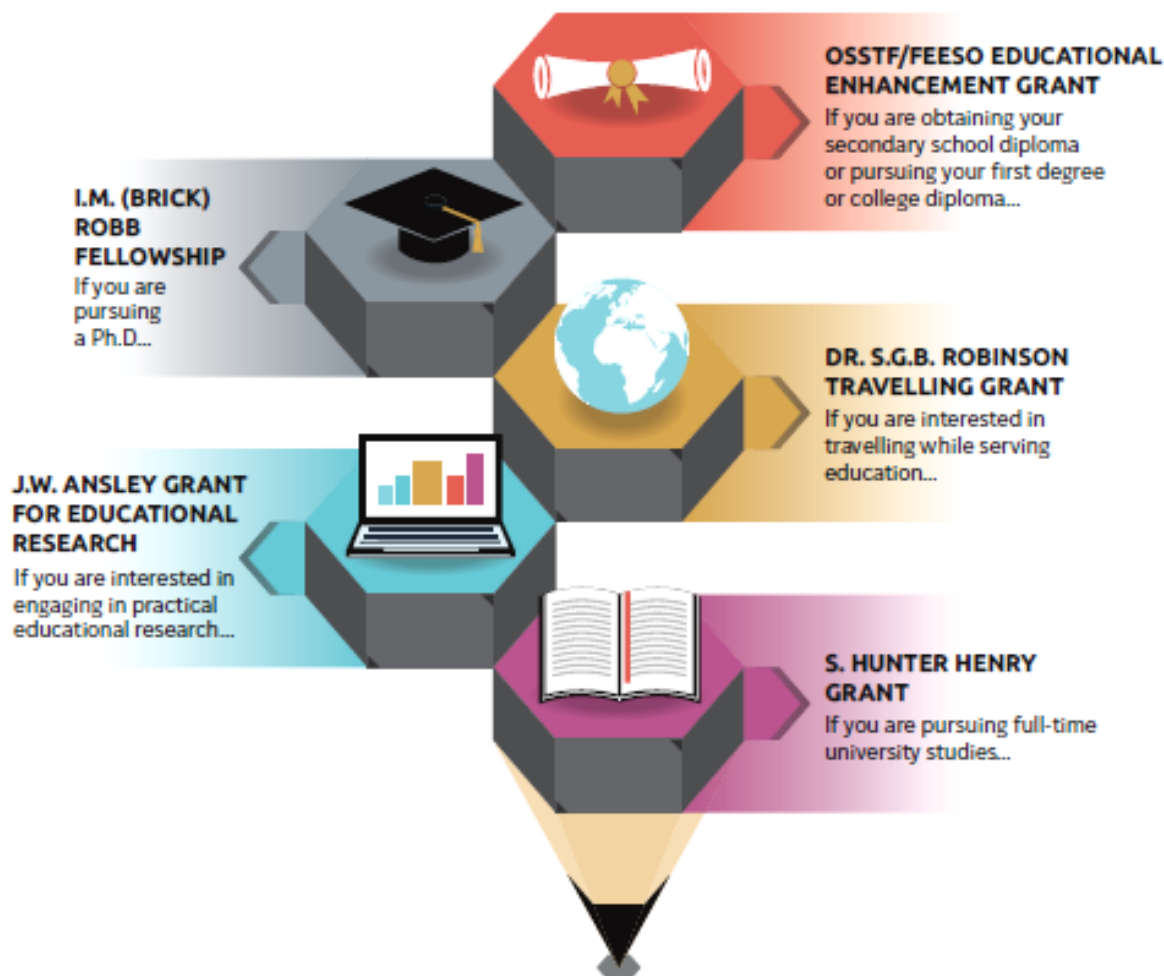 OSSTF/FEESO EDUCATIONAL
ENHANCEMENT GRANT
If you are obtaining your
secondary school diploma
or pursuing your first degree
or college diploma...
I.M. (BRICK)
ROBB
FELLOWSHIP
If you are
pursuing
a Ph.D...
DR. S.G.B. ROBINSON
TRAVELLING GRANT
If you are interested in
travelling while serving
education...
J.W. ANSLEY GRANT
FOR EDUCATIONAL
RESEARCH
If you are interested in
engaging in practical
educational research...
S. HUNTER HENRY
GRANT
If you are pursuing full-time
university studies...